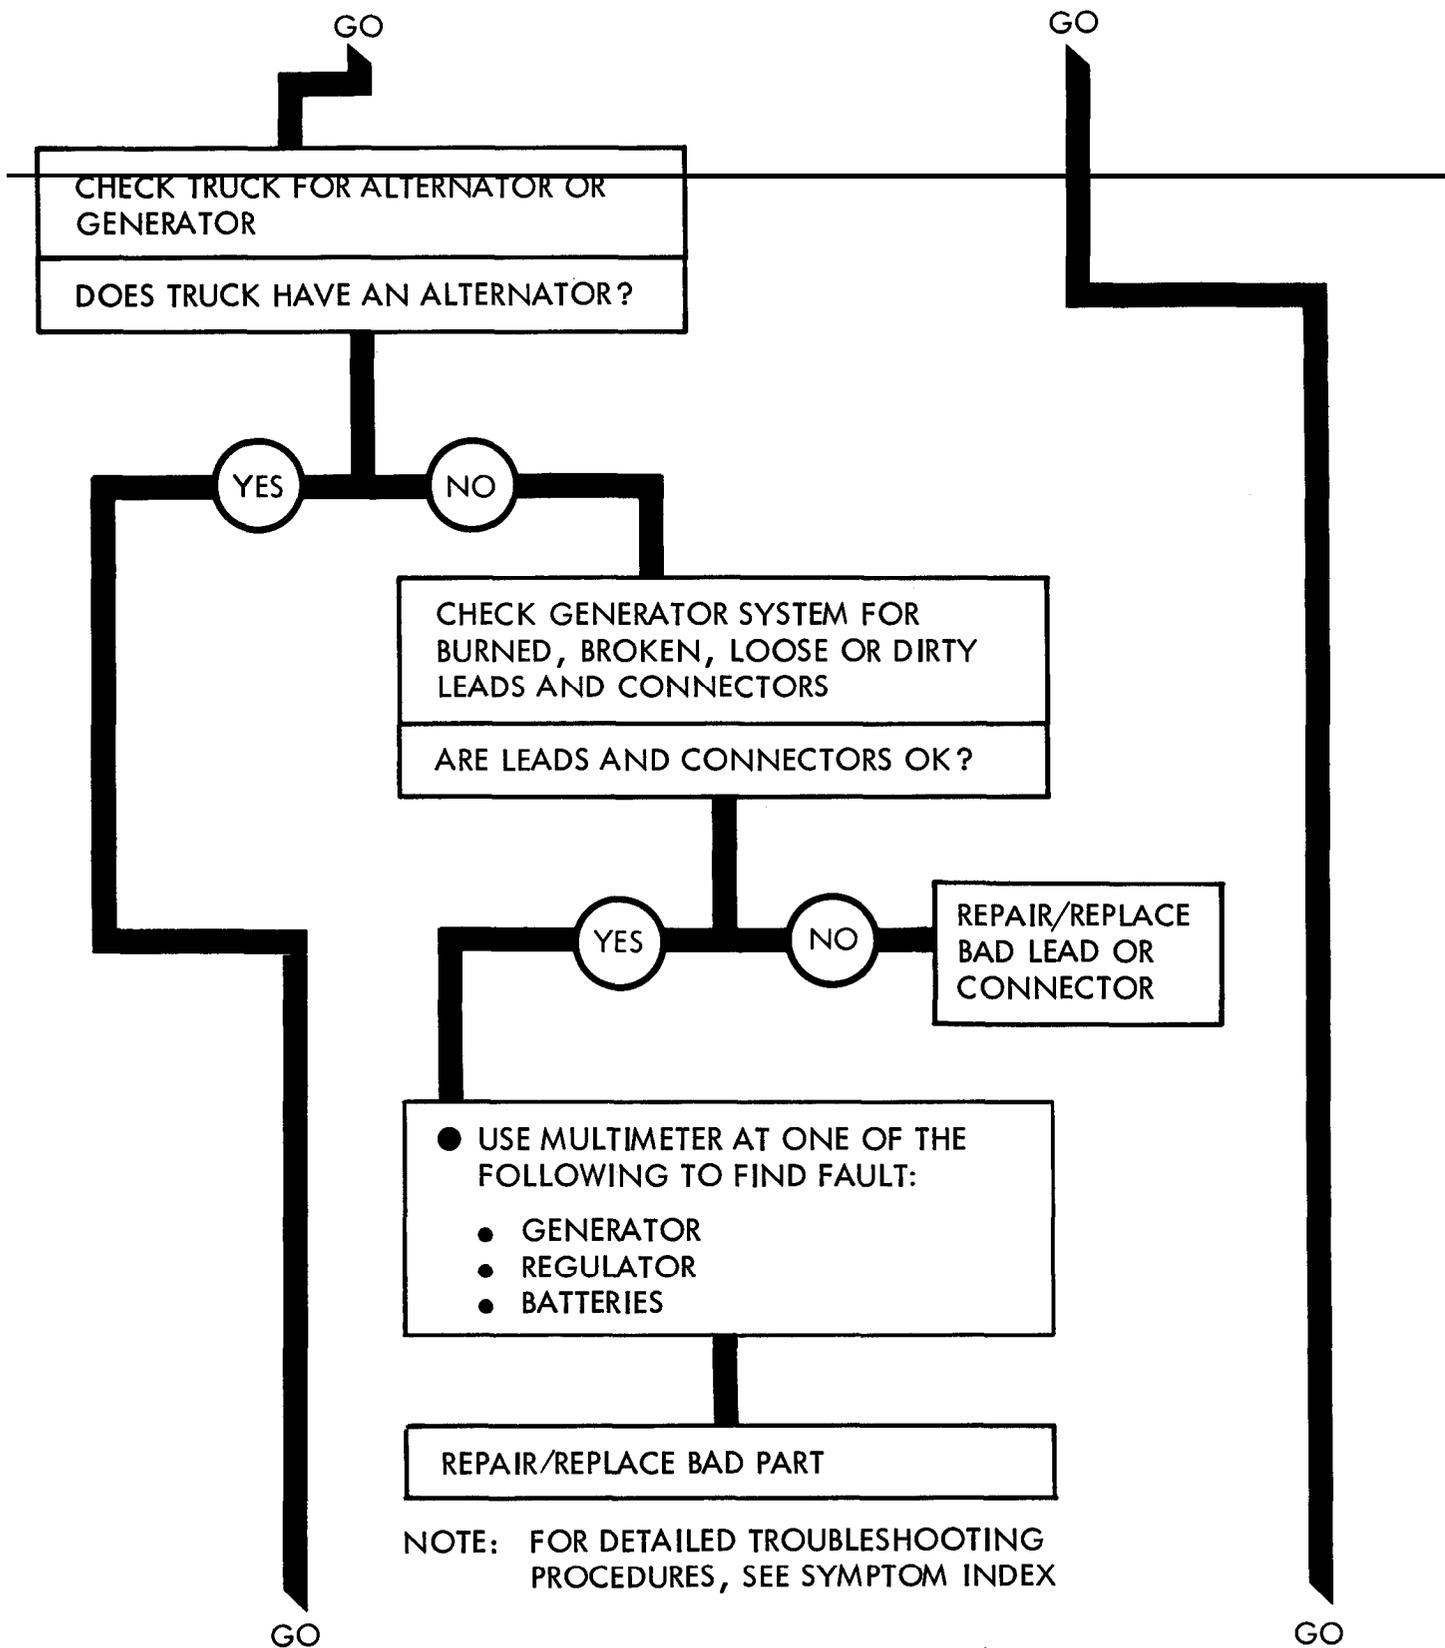 GO
GO
CHECK TRUCK FOR ALTERNATOR OR
GENERATOR
DOES TRUCK HAVE AN ALTERNATOR?
YES
NO
CHECK GENERATOR SYSTEM FOR
BURNED, BROKEN, LOOSE OR DIRTY
LEADS AND CONNECTORS
ARE LEADS AND CONNECTORS OK?
YES
NO
REPAIR/REPLACE
BAD LEAD OR
CONNECTOR
● USE MULTIMETER AT ONE OF THE
FOLLOWING TO FIND FAULT:
● GENERATOR
● REGULATOR
● BATTERIES
REPAIR/REPLACE BAD PART
NOTE: FOR DETAILED TROUBLESHOOTING
PROCEDURES, SEE SYMPTOM INDEX
GO
GO